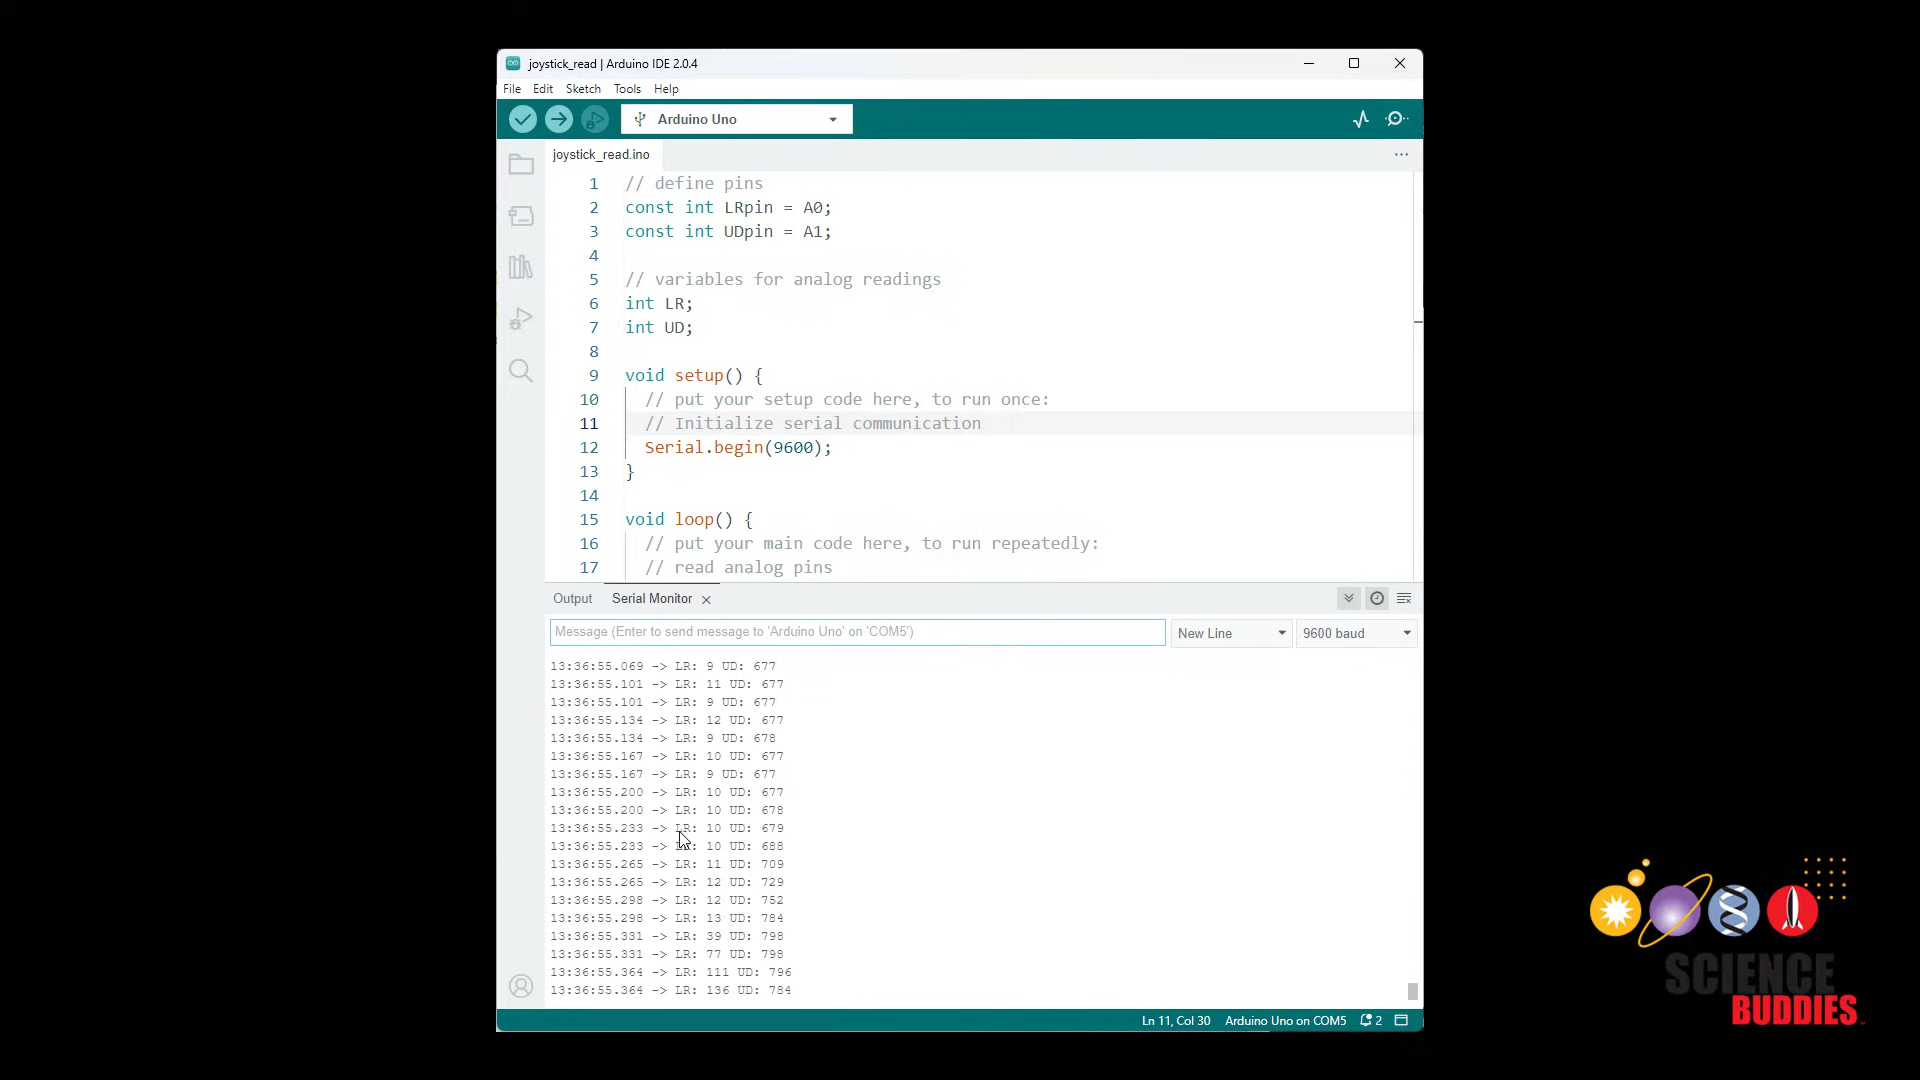 joystick_read | Arduino IDE 2.0.4
File Edit Sketch Tools Help
Arduino Uno
joystick_read.ino
1 // define pins
2 const int LRpin = A0;
3 const int UDpin = A1;
4
5 // variables for analog readings
6 int LR;
7 int UD;
8
9 void setup() {
10 // put your setup code here, to run once:
11 // Initialize serial communication
12 Serial.begin(9600);
13 }
14
15 void loop() {
16 // put your main code here, to run repeatedly:
17 // read analog pins
Output Serial Monitor
Message (Enter to send message to 'Arduino Uno' on 'COM5') New Line 9600 baud
13:36:55.069 -> LR: 9 UD: 677
13:36:55.101 -> LR: 11 UD: 677
13:36:55.101 -> LR: 9 UD: 677
13:36:55.134 -> LR: 12 UD: 677
13:36:55.134 -> LR: 9 UD: 678
13:36:55.167 -> LR: 10 UD: 677
13:36:55.167 -> LR: 9 UD: 677
13:36:55.200 -> LR: 10 UD: 677
13:36:55.200 -> LR: 10 UD: 678
13:36:55.233 -> LR: 10 UD: 679
13:36:55.233 -> LR: 10 UD: 688
13:36:55.265 -> LR: 11 UD: 709
13:36:55.265 -> LR: 12 UD: 729
13:36:55.298 -> LR: 12 UD: 752
13:36:55.298 -> LR: 13 UD: 784
13:36:55.331 -> LR: 39 UD: 798
13:36:55.331 -> LR: 77 UD: 798
13:36:55.364 -> LR: 111 UD: 796
13:36:55.364 -> LR: 136 UD: 784
Ln 11, Col 30 Arduino Uno on COM5 2
SCIENCE
BUDDIES